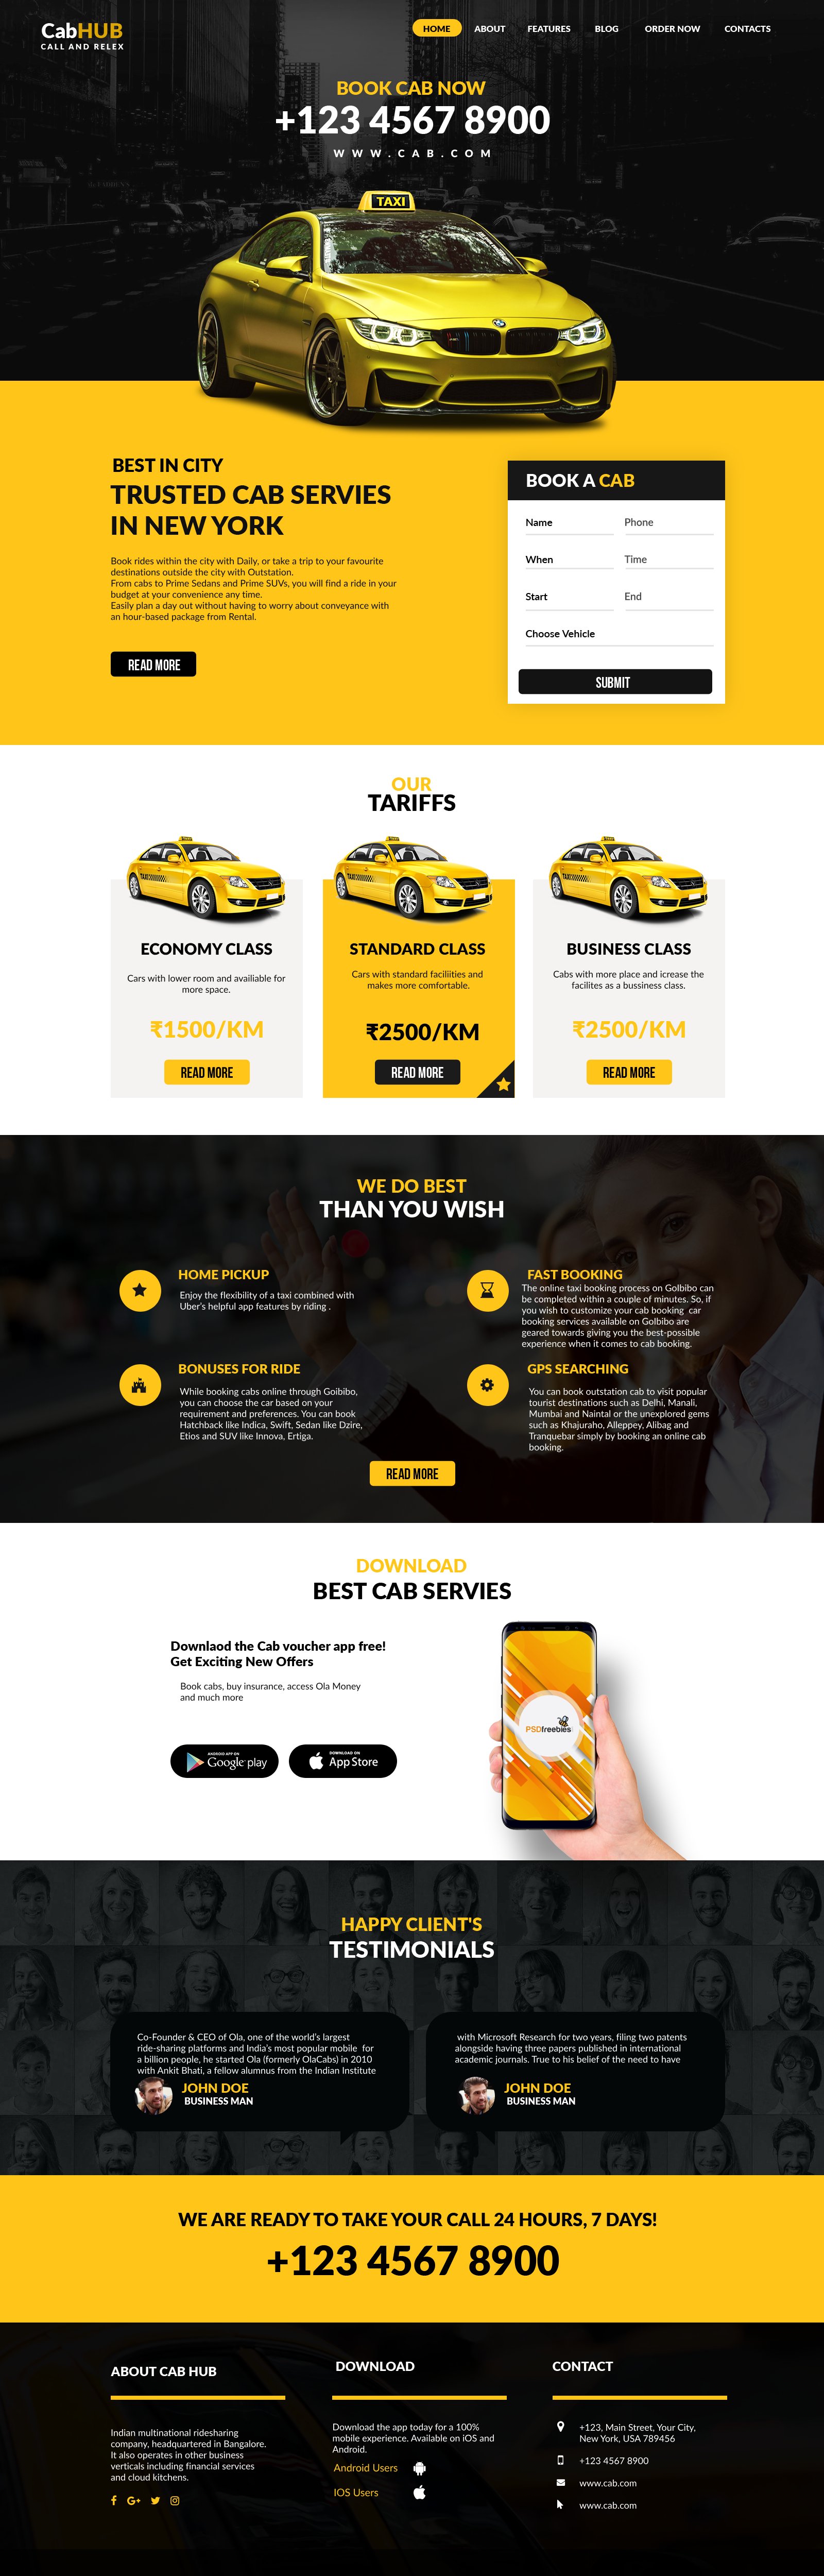 CabHUB
CALL AND RELEX
HOME
ABOUT
FEATURES
BLOG
ORDER NOW
CONTACTS
BOOK CAB NOW
+123 4567 8900
WWW.CAB.COM
TAXI
BEST IN CITY
TRUSTED CAB SERVIES
IN NEW YORK
Book rides within the city with Daily, or take a trip to your favourite
destinations outside the city with Outstation.
From cabs to Prime Sedans and Prime SUVs, you will find a ride in your
budget at your convenience any time.
Easily plan a day out without having to worry about conveyance with
an hour-based package from Rental.
READ MORE
BOOK A CAB
Name
Phone
When
Time
Start
End
Choose Vehicle
SUBMIT
OUR
TARIFFS
TAXI
TAXI
TAXI
ECONOMY CLASS
Cars with lower room and availiable for
more space.
₹1500/KM
READ MORE
STANDARD CLASS
Cars with standard faciliities and
makes more comfortable.
₹2500/KM
READ MORE
BUSINESS CLASS
Cabs with more place and icrease the
facilites as a bussiness class.
₹2500/KM
READ MORE
WE DO BEST
THAN YOU WISH
HOME PICKUP
Enjoy the flexibility of a taxi combined with
Uber's helpful app features by riding .
FAST BOOKING
The online taxi booking process on GoIbibo can
be completed within a couple of minutes. So, if
you wish to customize your cab booking car
booking services available on GoIbibo are
geared towards giving you the best-possible
experience when it comes to cab booking.
BONUSES FOR RIDE
While booking cabs online through Goibibo,
you can choose the car based on your
requirement and preferences. You can book
Hatchback like Indica, Swift, Sedan like Dzire,
Etios and SUV like Innova, Ertiga.
GPS SEARCHING
You can book outstation cab to visit popular
tourist destinations such as Delhi, Manali,
Mumbai and Naintal or the unexplored gems
such as Khajuraho, Alleppey, Alibag and
Tranquebar simply by booking an online cab
booking.
READ MORE
DOWNLOAD
BEST CAB SERVIES
Downlaod the Cab voucher app free!
Get Exciting New Offers
Book cabs, buy insurance, access Ola Money
and much more
ANDROID APP ON
Google play
DOWNLOAD ON
App Store
PSDfreebies
HAPPY CLIENT'S
TESTIMONIALS
Co-Founder & CEO of Ola, one of the world's largest
ride-sharing platforms and India's most popular mobile for
a billion people, he started Ola (formerly OlaCabs) in 2010
with Ankit Bhati, a fellow alumnus from the Indian Institute
JOHN DOE
BUSINESS MAN
with Microsoft Research for two years, filing two patents
alongside having three papers published in international
academic journals. True to his belief of the need to have
JOHN DOE
BUSINESS MAN
WE ARE READY TO TAKE YOUR CALL 24 HOURS, 7 DAYS!
+123 4567 8900
ABOUT CAB HUB
Indian multinational ridesharing
company, headquartered in Bangalore.
It also operates in other business
verticals including financial services
and cloud kitchens.
DOWNLOAD
Download the app today for a 100%
mobile experience. Available on iOS and
Android.
Android Users
IOS Users
CONTACT
+123, Main Street, Your City,
New York, USA 789456
+123 4567 8900
www.cab.com
www.cab.com